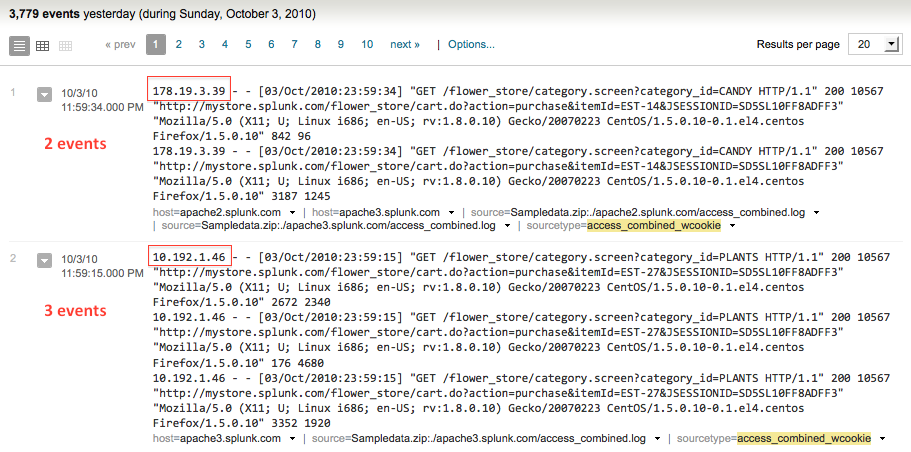 3,779 events yesterday (during Sunday, October 3, 2010)
« prev 1 2 3 4 5 6 7 8 9 10 next » | Options... Results per page 20
1 10/3/10 11:59:34.000 PM
2 events
178.19.3.39 - - [03/Oct/2010:23:59:34] "GET /flower_store/category.screen?category_id=CANDY HTTP/1.1" 200 10567
"http://mystore.splunk.com/flower_store/cart.do?action=purchase&itemId=EST-14&JSESSIONID=SD5SL10FF8ADFF3"
"Mozilla/5.0 (X11; U; Linux i686; en-US; rv:1.8.0.10) Gecko/20070223 CentOS/1.5.0.10-0.1.el4.centos
Firefox/1.5.0.10" 842 96
178.19.3.39 - - [03/Oct/2010:23:59:34] "GET /flower_store/category.screen?category_id=CANDY HTTP/1.1" 200 10567
"http://mystore.splunk.com/flower_store/cart.do?action=purchase&itemId=EST-14&JSESSIONID=SD5SL10FF8ADFF3"
"Mozilla/5.0 (X11; U; Linux i686; en-US; rv:1.8.0.10) Gecko/20070223 CentOS/1.5.0.10-0.1.el4.centos
Firefox/1.5.0.10" 3187 1245
host=apache2.splunk.com | host=apache3.splunk.com | source=Sampledata.zip:./apache2.splunk.com/access_combined.log
| source=Sampledata.zip:./apache3.splunk.com/access_combined.log | sourcetype=access_combined_wcookie
2 10/3/10 11:59:15.000 PM
3 events
10.192.1.46 - - [03/Oct/2010:23:59:15] "GET /flower_store/category.screen?category_id=PLANTS HTTP/1.1" 200 10567
"http://mystore.splunk.com/flower_store/cart.do?action=purchase&itemId=EST-27&JSESSIONID=SD5SL10FF8ADFF3"
"Mozilla/5.0 (X11; U; Linux i686; en-US; rv:1.8.0.10) Gecko/20070223 CentOS/1.5.0.10-0.1.el4.centos
Firefox/1.5.0.10" 2672 2340
10.192.1.46 - - [03/Oct/2010:23:59:15] "GET /flower_store/category.screen?category_id=PLANTS HTTP/1.1" 200 10567
"http://mystore.splunk.com/flower_store/cart.do?action=purchase&itemId=EST-27&JSESSIONID=SD5SL10FF8ADFF3"
"Mozilla/5.0 (X11; U; Linux i686; en-US; rv:1.8.0.10) Gecko/20070223 CentOS/1.5.0.10-0.1.el4.centos
Firefox/1.5.0.10" 176 4680
10.192.1.46 - - [03/Oct/2010:23:59:15] "GET /flower_store/category.screen?category_id=PLANTS HTTP/1.1" 200 10567
"http://mystore.splunk.com/flower_store/cart.do?action=purchase&itemId=EST-27&JSESSIONID=SD5SL10FF8ADFF3"
"Mozilla/5.0 (X11; U; Linux i686; en-US; rv:1.8.0.10) Gecko/20070223 CentOS/1.5.0.10-0.1.el4.centos
Firefox/1.5.0.10" 3352 1920
host=apache3.splunk.com | source=Sampledata.zip:./apache3.splunk.com/access_combined.log | sourcetype=access_combined_wcookie